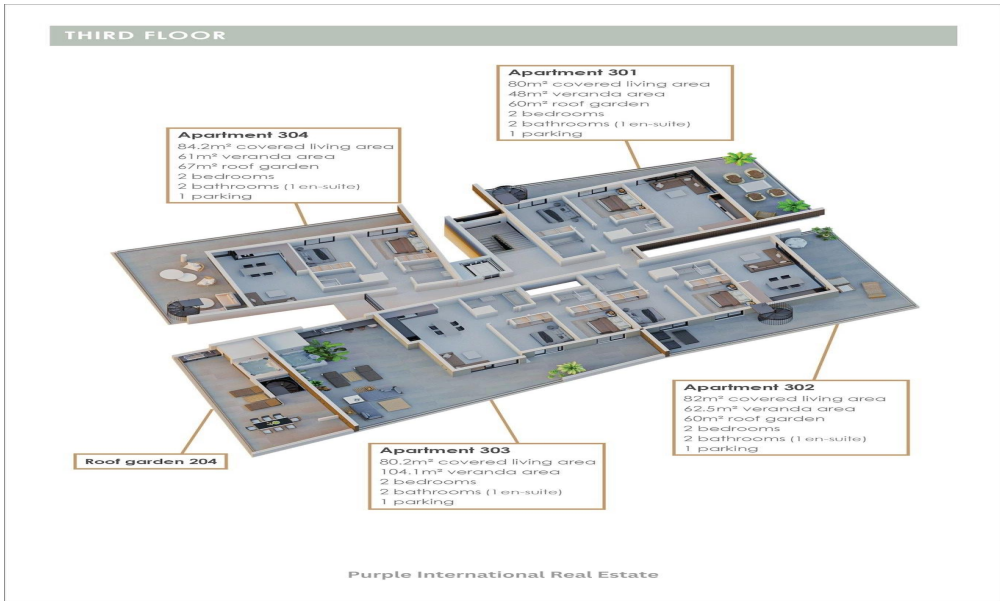 THIRD FLOOR
Apartment 301
80m² covered living area
48m² veranda area
60m² roof garden
2 bedrooms
2 bathrooms (1 en-suite)
1 parking
Apartment 304
84.2m² covered living area
61m² veranda area
67m² roof garden
2 bedrooms
2 bathrooms (1 en-suite)
1 parking
Apartment 302
82m² covered living area
62.5m² veranda area
60m² roof garden
2 bedrooms
2 bathrooms (1 en-suite)
1 parking
Roof garden 204
Apartment 303
80.2m² covered living area
104.1m² veranda area
2 bedrooms
2 bathrooms (1 en-suite)
1 parking
Purple International Real Estate